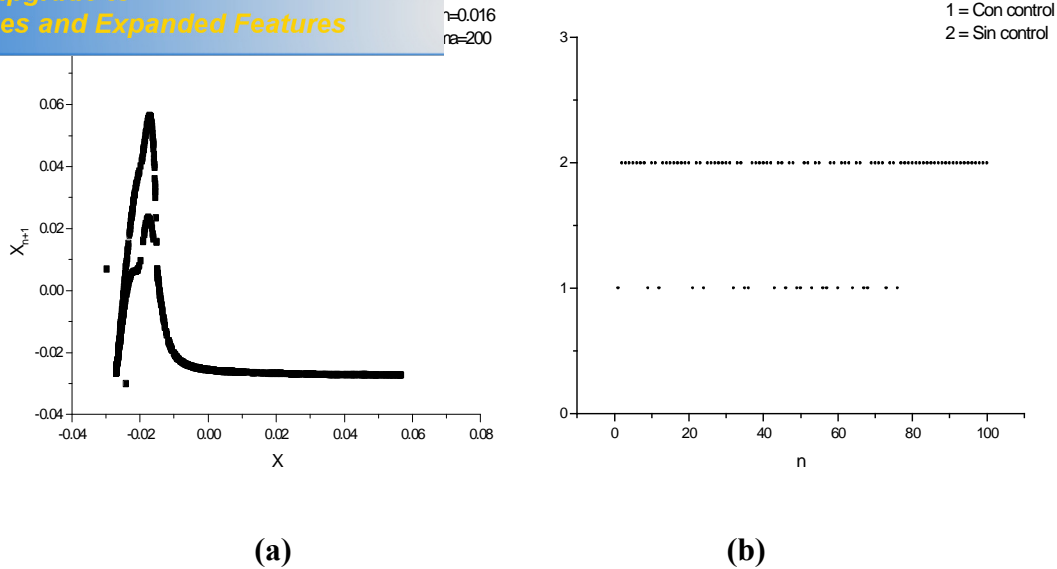 es and Expanded Features
=0.016
=200
0.06
0.04
0.02
0.00
-0.02
-0.04
X n+1
-0.04 -0.02 0.00 0.02 0.04 0.06 0.08
X
(a)
1 = Con control
2 = Sin control
3
2
1
0
0 20 40 60 80 100
n
(b)